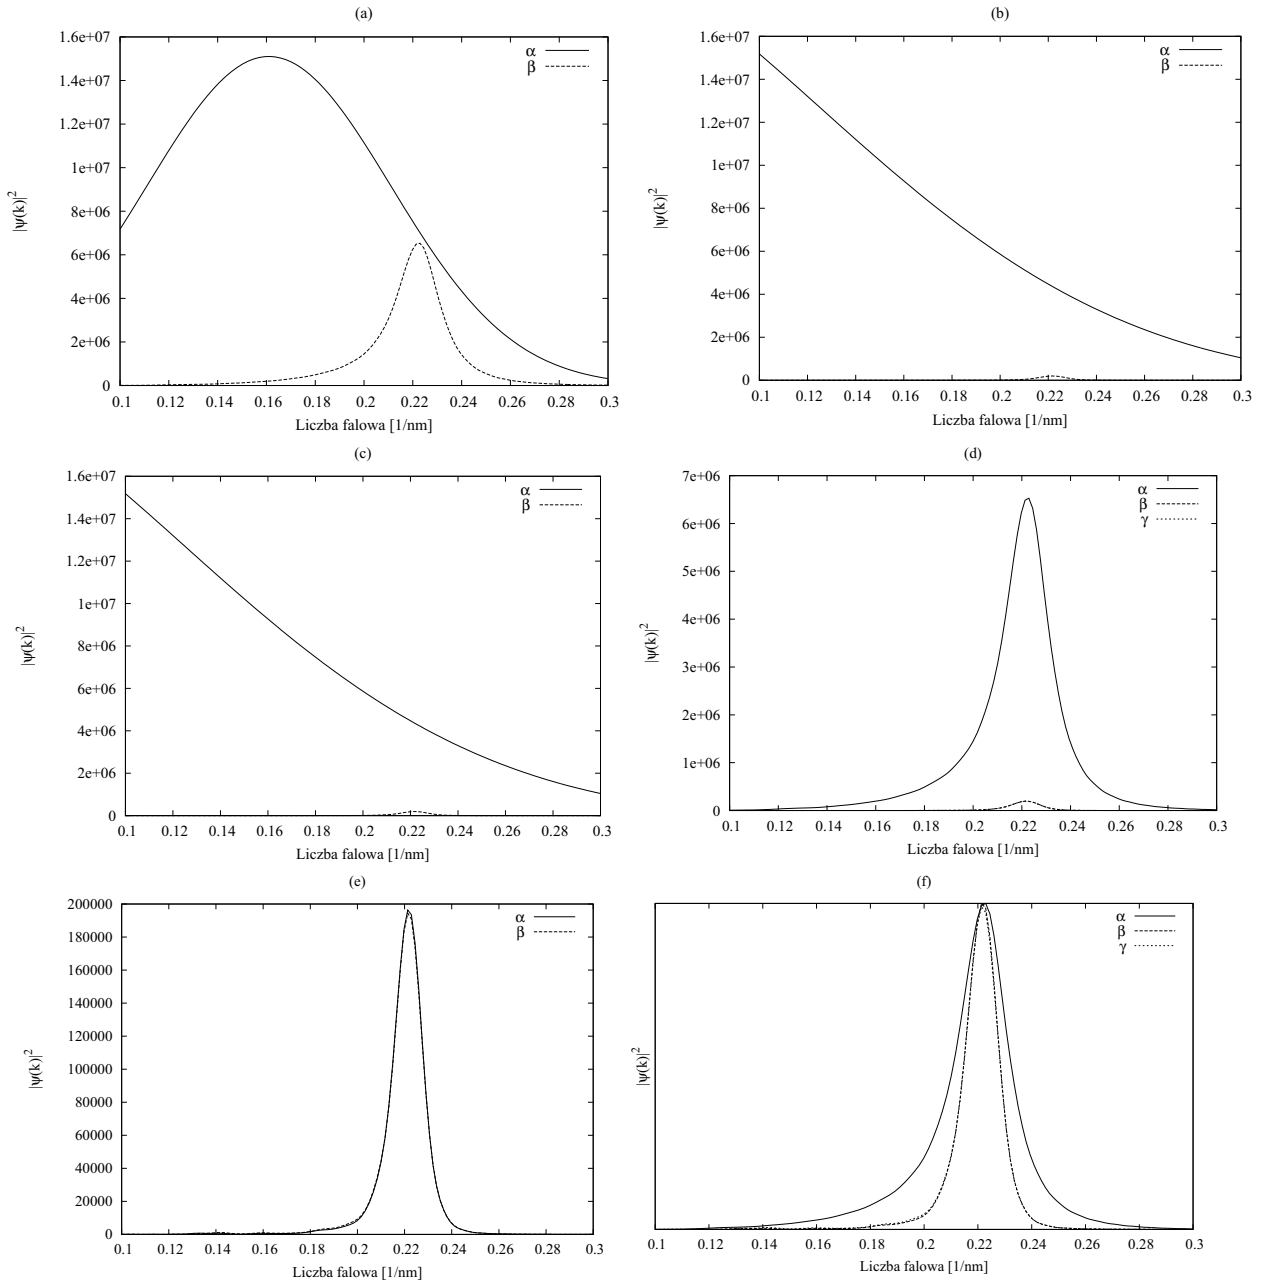 (a)
1.6e+07
1.4e+07
1.2e+07
1e+07
8e+06
6e+06
4e+06
2e+06
0
|ψ(k)|²
α
β
0.1 0.12 0.14 0.16 0.18 0.2 0.22 0.24 0.26 0.28 0.3
Liczba falowa [1/nm]
(b)
1.6e+07
1.4e+07
1.2e+07
1e+07
8e+06
6e+06
4e+06
2e+06
0
|ψ(k)|²
α
β
0.1 0.12 0.14 0.16 0.18 0.2 0.22 0.24 0.26 0.28 0.3
Liczba falowa [1/nm]
(c)
1.6e+07
1.4e+07
1.2e+07
1e+07
8e+06
6e+06
4e+06
2e+06
0
|ψ(k)|²
α
β
0.1 0.12 0.14 0.16 0.18 0.2 0.22 0.24 0.26 0.28 0.3
Liczba falowa [1/nm]
(d)
7e+06
6e+06
5e+06
4e+06
3e+06
2e+06
1e+06
0
|ψ(k)|²
α
β
γ
0.1 0.12 0.14 0.16 0.18 0.2 0.22 0.24 0.26 0.28 0.3
Liczba falowa [1/nm]
(e)
200000
180000
160000
140000
120000
100000
80000
60000
40000
20000
0
|ψ(k)|²
α
β
0.1 0.12 0.14 0.16 0.18 0.2 0.22 0.24 0.26 0.28 0.3
Liczba falowa [1/nm]
(f)
|ψ(k)|²
α
β
γ
0.1 0.12 0.14 0.16 0.18 0.2 0.22 0.24 0.26 0.28 0.3
Liczba falowa [1/nm]